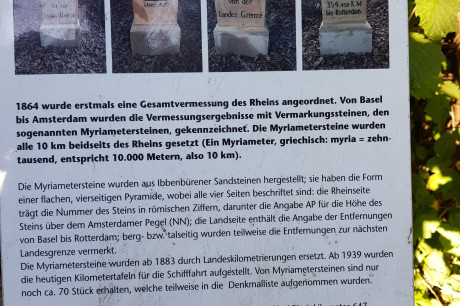 über A.P.
von der
Landes Grenze
359,450 K M
bis Rotterdam
1864 wurde erstmals eine Gesamtvermessung des Rheins angeordnet. Von Basel
bis Amsterdam wurden die Vermessungsergebnisse mit Vermarkungssteinen, den
sogenannten Myriametersteinen, gekennzeichnet. Die Myriametersteine wurden
alle 10 km beidseits des Rheins gesetzt (Ein Myriameter, griechisch: myria = zehn-
tausend, entspricht 10.000 Metern, also 10 km).
Die Myriametersteine wurden aus Ibbenbürener Sandsteinen hergestellt; sie haben die Form
einer flachen, vierseitigen Pyramide, wobei alle vier Seiten beschriftet sind: die Rheinseite
trägt die Nummer des Steins in römischen Ziffern, darunter die Angabe AP für die Höhe des
Steins über dem Amsterdamer Pegel (NN); die Landseite enthält die Angabe der Entfernungen
von Basel bis Rotterdam; berg- bzw. talseitig wurden teilweise die Entfernungen zur nächsten
Landesgrenze vermerkt.
Die Myriametersteine wurden ab 1883 durch Landeskilometrierungen ersetzt. Ab 1939 wurden
die heutigen Kilometertafeln für die Schifffahrt aufgestellt. Von Myriametersteinen sind nur
noch ca. 70 Stück erhalten, welche teilweise in die Denkmalliste aufgenommen wurden.